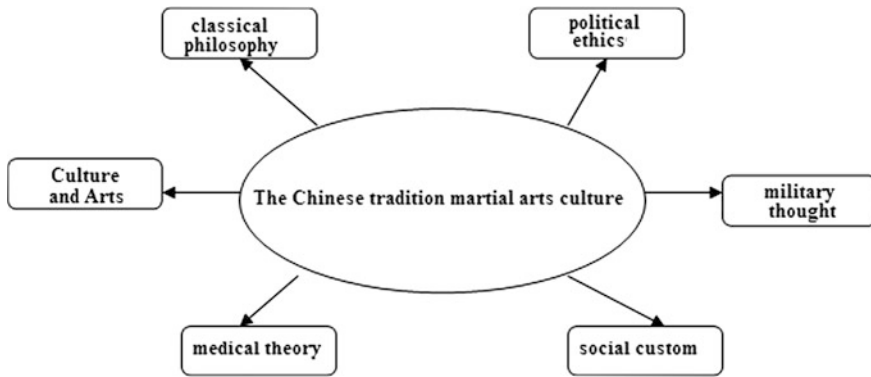 classical
philosophy
political
ethics
Culture
and Arts
The Chinese tradition martial arts culture
military
thought
medical theory
social custom